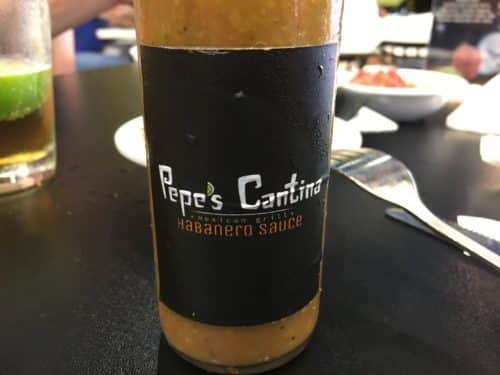 Pepe's Cantina
mexican grill
HABANERO SAUCE